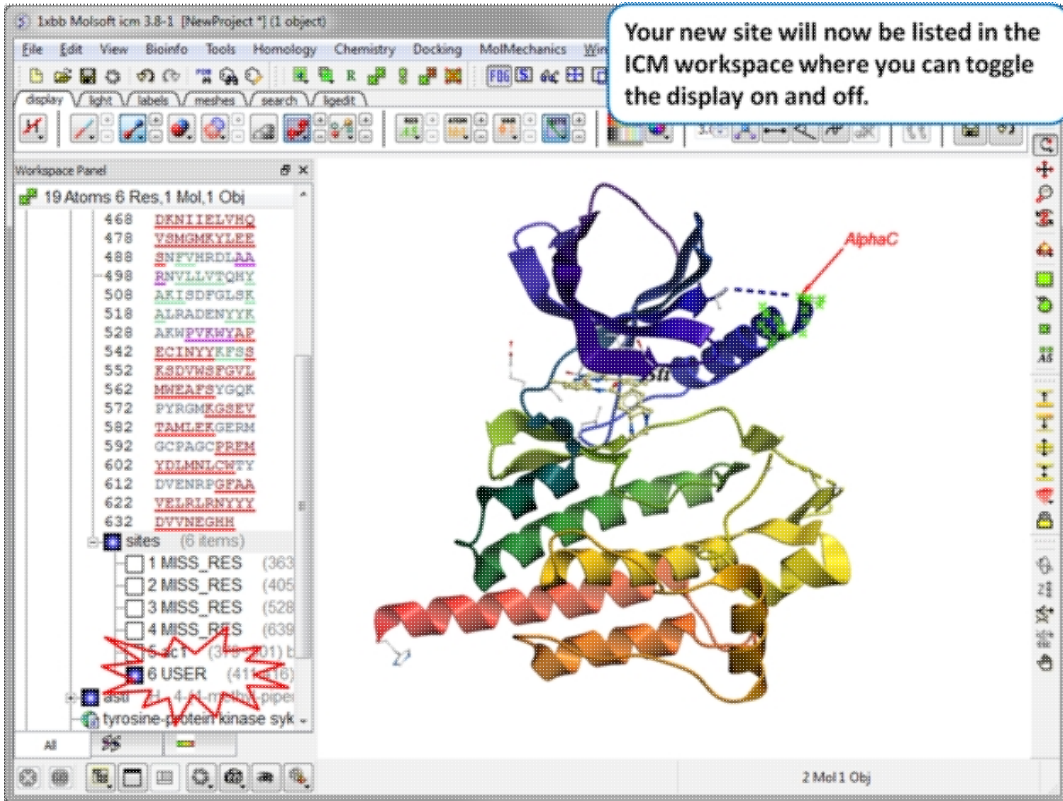 1xbb Molsoft icm 3.8-1 [NewProject *] (1 object)
Your new site will now be listed in the
ICM workspace where you can toggle
the display on and off.
File Edit View Bioinfo Tools Homology Chemistry Docking MolMechanics
display light labels meshes search ligedit
Workspace Panel
19 Atoms 6 Res,1 Mol,1 Obj
468 DKNIIELVHQ
478 VSMGMKYLEE
488 SNFVHRDLAA
498 RNVLLVTQHY
508 AKISDFGLSK
518 ALRADENYYK
528 AKWPVKWYAP
542 ECINYYKFSS
552 KSDVWSFGVL
562 MWEAFSYGQK
572 PYRGMKGSEV
582 TAMLEKGERM
592 GCPAGCPREM
602 YDLMNLCWTY
612 DVENRPGFAA
622 VELRLRNYYY
632 DVVNEGHH
sites (6 items)
1 MISS_RES (363
2 MISS_RES (405
3 MISS_RES (528
4 MISS_RES (639
6 USER (411
tyrosine-protein kinase syk
All
AlphaC
2 Mol 1 Obj